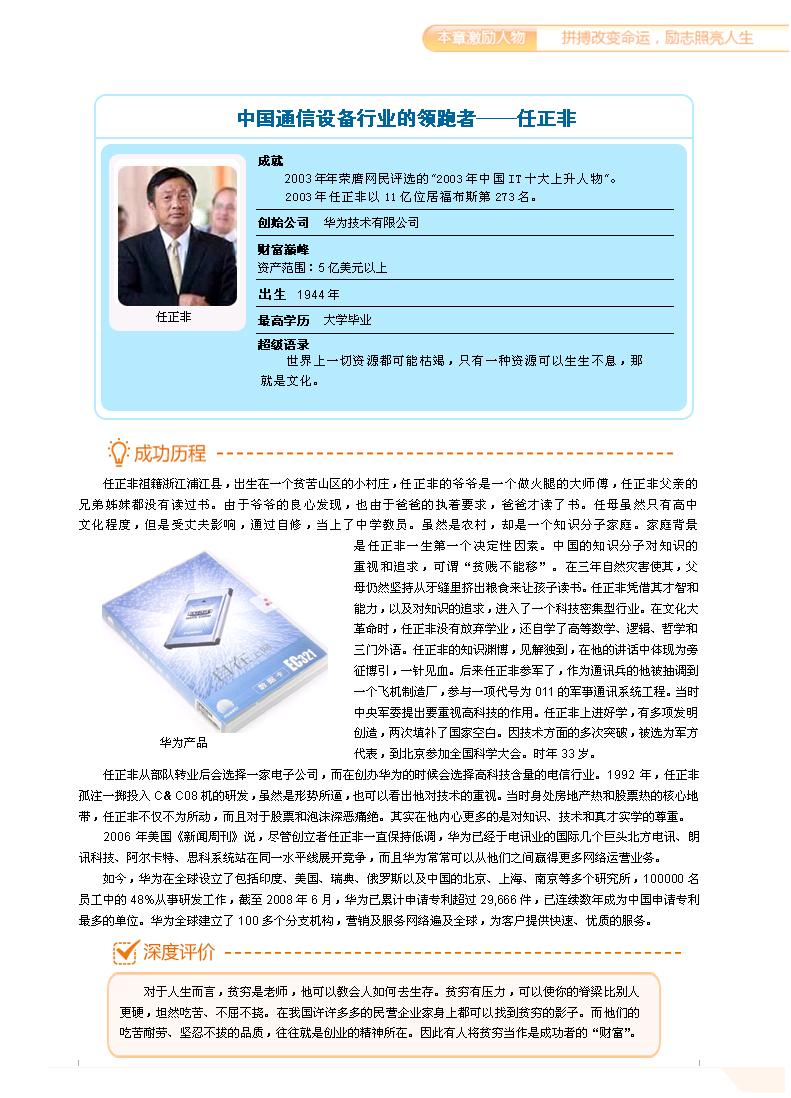 本章激励人物 拼搏改变命运，励志照亮人生
中国通信设备行业的领跑者——任正非
成就
2003年年荣膺网民评选的“2003年中国IT十大上升人物”。
2003年任正非以11亿位居福布斯第273名。
创始公司 华为技术有限公司
财富巅峰
资产范围：5亿美元以上
出生 1944年
最高学历 大学毕业
超级语录
世界上一切资源都可能枯竭，只有一种资源可以生生不息，那
就是文化。
任正非
成功历程
任正非祖籍浙江浦江县，出生在一个贫苦山区的小村庄，任正非的爷爷是一个做火腿的大师傅，任正非父亲的
兄弟姊妹都没有读过书。由于爷爷的良心发现，也由于爸爸的执着要求，爸爸才读了书。任母虽然只有高中
文化程度，但是受丈夫影响，通过自修，当上了中学教员。虽然是农村，却是一个知识分子家庭。家庭背景
是任正非一生第一个决定性因素。中国的知识分子对知识的
重视和追求，可谓“贫贱不能移”。在三年自然灾害使其，父
母仍然坚持从牙缝里挤出粮食来让孩子读书。任正非凭借其才智和
能力，以及对知识的追求，进入了一个科技密集型行业。在文化大
革命时，任正非没有放弃学业，还自学了高等数学、逻辑、哲学和
三门外语。任正非的知识渊博，见解独到，在他的讲话中体现为旁
征博引，一针见血。后来任正非参军了，作为通讯兵的他被抽调到
一个飞机制造厂，参与一项代号为011的军事通讯系统工程。当时
中央军委提出要重视高科技的作用。任正非上进好学，有多项发明
创造，两次填补了国家空白。因技术方面的多次突破，被选为军方
代表，到北京参加全国科学大会。时年33岁。
自在
数据卡 EC321
华为产品
任正非从部队转业后会选择一家电子公司，而在创办华为的时候会选择高科技含量的电信行业。1992年，任正非
孤注一掷投入C&C08机的研发，虽然是形势所逼，也可以看出他对技术的重视。当时身处房地产热和股票热的核心地
带，任正非不仅不为所动，而且对于股票和泡沫深恶痛绝。其实在他内心更多的是对知识、技术和真才实学的尊重。
2006年美国《新闻周刊》说，尽管创立者任正非一直保持低调，华为已经于电讯业的国际几个巨头北方电讯、朗
讯科技、阿尔卡特、思科系统站在同一水平线展开竞争，而且华为常常可以从他们之间赢得更多网络运营业务。
如今，华为在全球设立了包括印度、美国、瑞典、俄罗斯以及中国的北京、上海、南京等多个研究所，100000名
员工中的48%从事研发工作，截至2008年6月，华为已累计申请专利超过29,666件，已连续数年成为中国申请专利
最多的单位。华为全球建立了100多个分支机构，营销及服务网络遍及全球，为客户提供快速、优质的服务。
深度评价
对于人生而言，贫穷是老师，他可以教会人如何去生存。贫穷有压力，可以使你的脊梁比别人
更硬，坦然吃苦、不屈不挠。在我国许许多多的民营企业家身上都可以找到贫穷的影子。而他们的
吃苦耐劳、坚忍不拔的品质，往往就是创业的精神所在。因此有人将贫穷当作是成功者的“财富”。